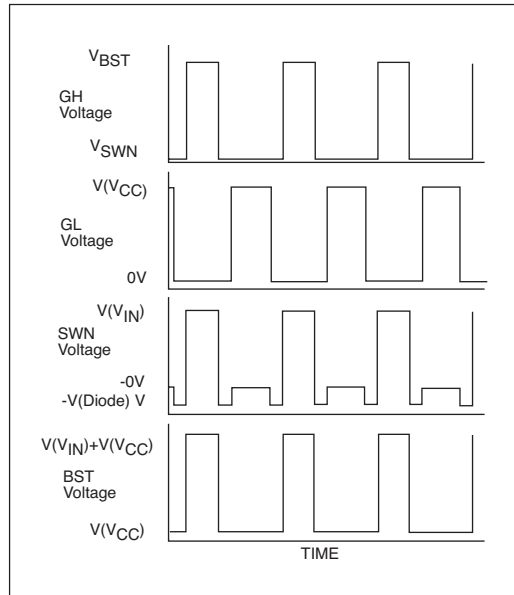 VBST
GH
Voltage
VSWN
V(VCC)
GL
Voltage
0V
V(VIN)
SWN
Voltage
-0V
-V(Diode) V
V(VIN)+V(VCC)
BST
Voltage
V(VCC)
TIME